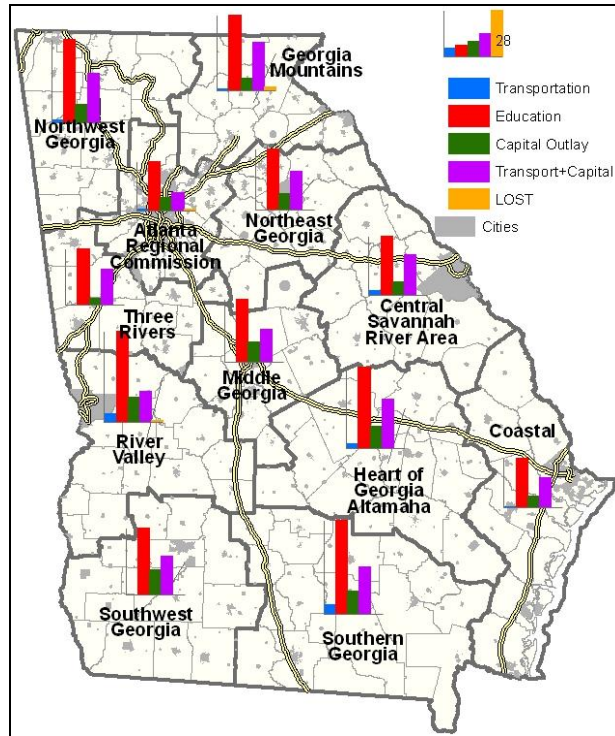 28
Transportation
Education
Capital Outlay
Transport+Capital
LOST
Cities
Georgia
Mountains
Northwest
Georgia
Atlanta
Regional
Commission
Northeast
Georgia
Central
Savannah
River Area
Three
Rivers
Middle
Georgia
River
Valley
Heart of
Georgia
Altamaha
Coastal
Southwest
Georgia
Southern
Georgia